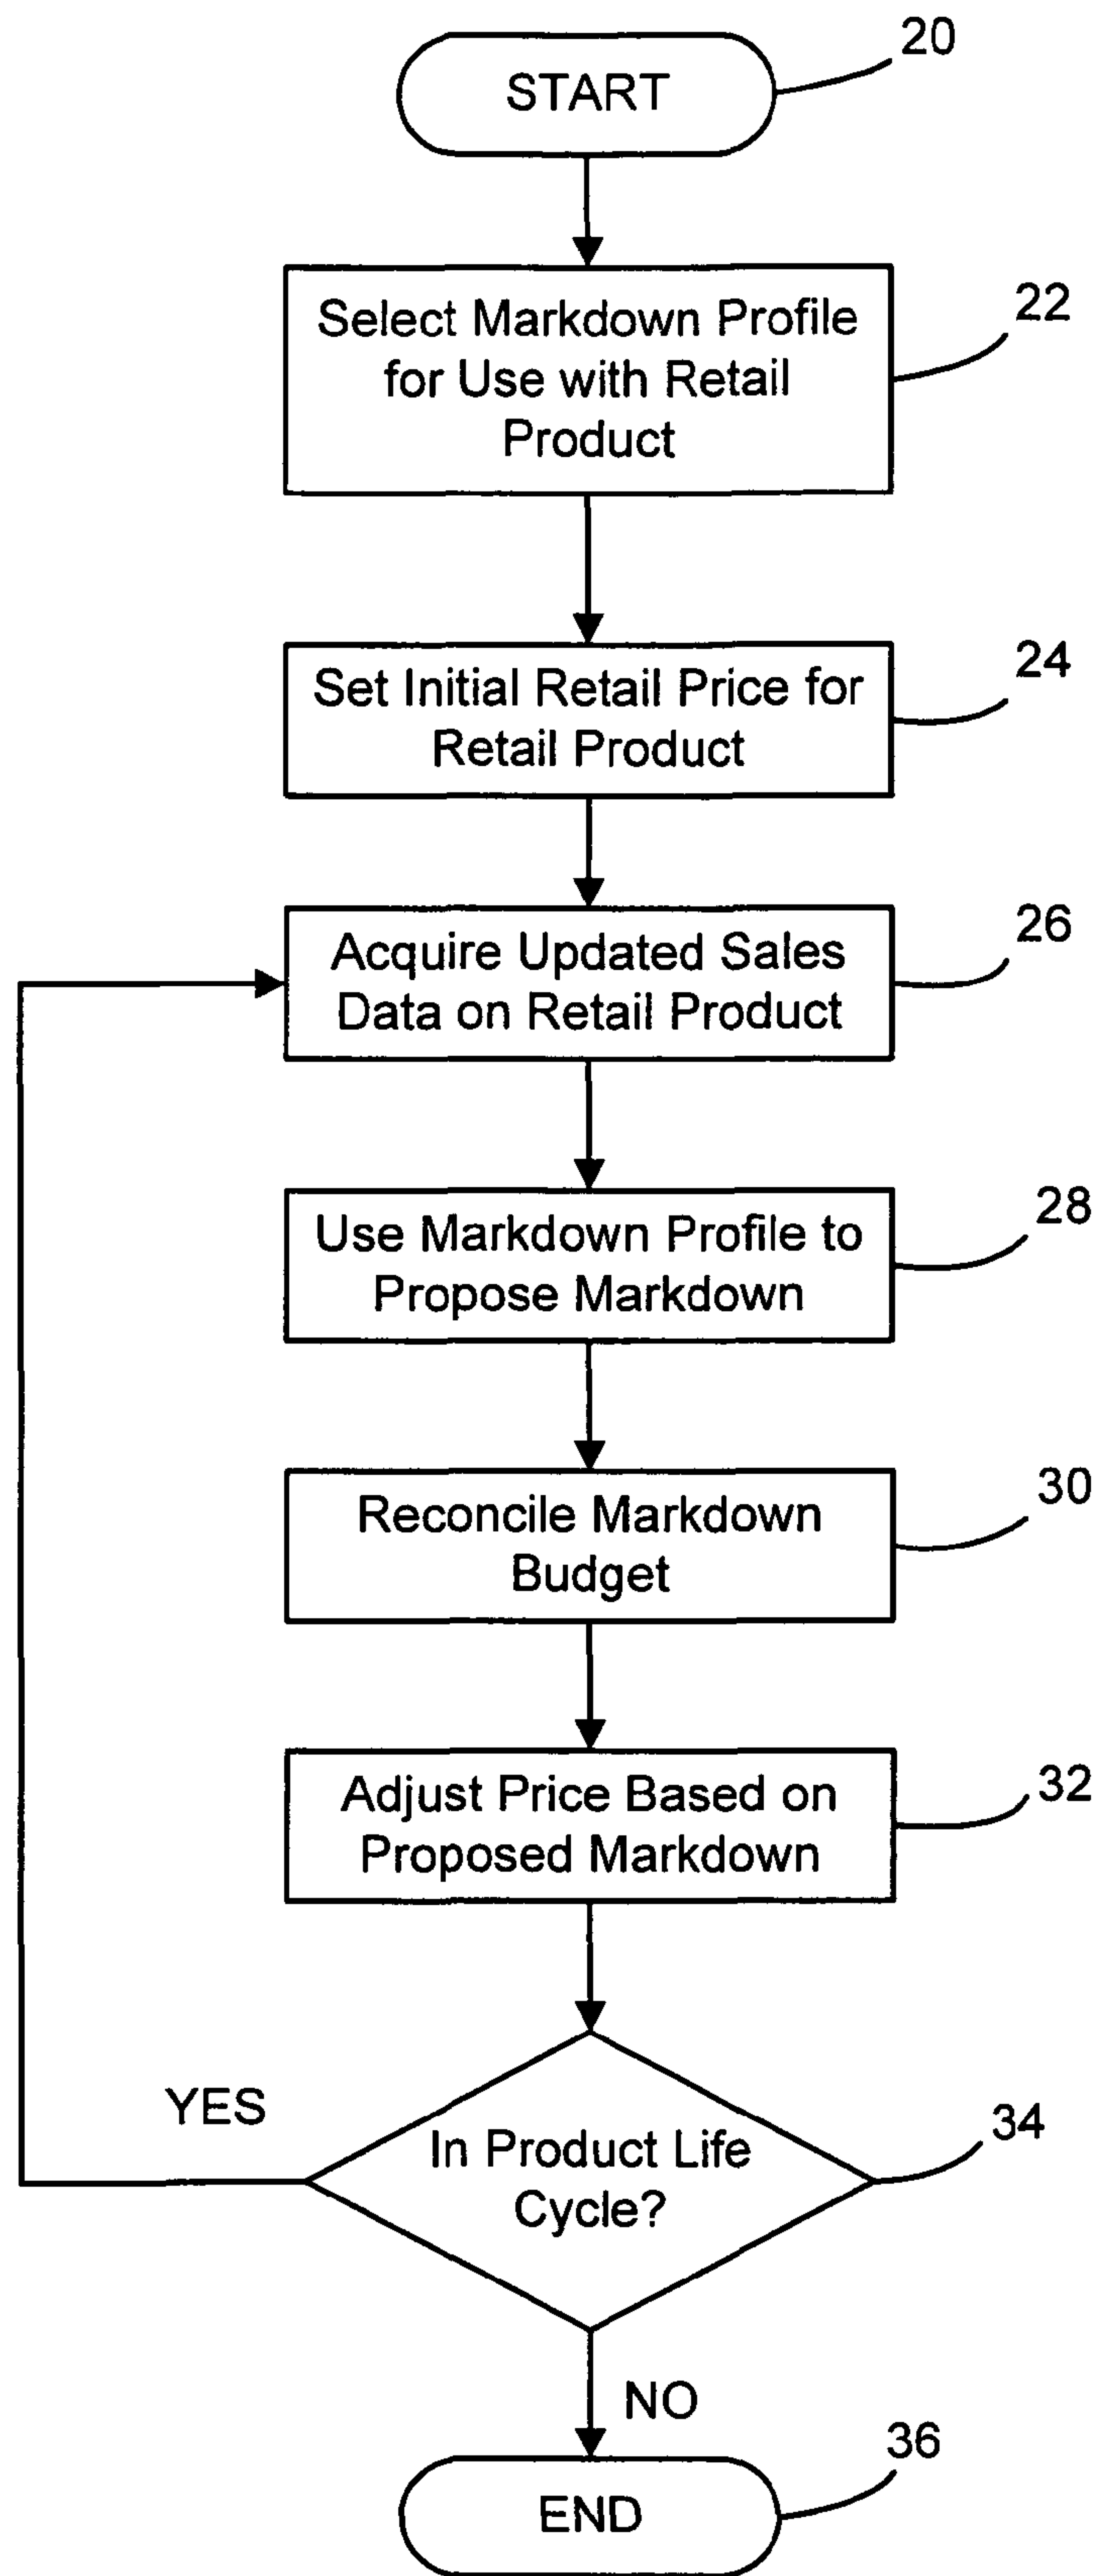 START
20
Select Markdown Profile
for Use with Retail
Product
22
Set Initial Retail Price for
Retail Product
24
Acquire Updated Sales
Data on Retail Product
26
Use Markdown Profile to
Propose Markdown
28
Reconcile Markdown
Budget
30
Adjust Price Based on
Proposed Markdown
32
YES
In Product Life
Cycle?
34
NO
END
36